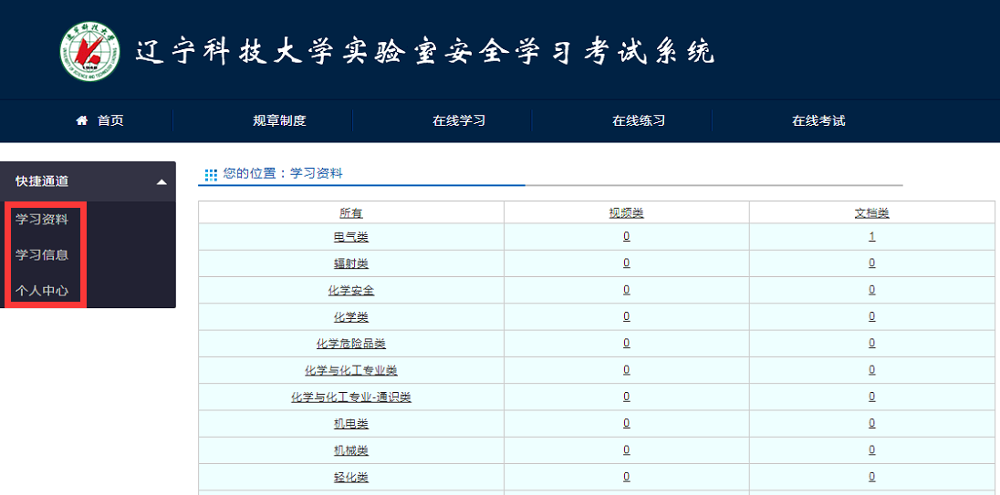 辽宁科技大学实验室安全学习考试系统
首页 规章制度 在线学习 在线练习 在线考试
快捷通道
学习资料
学习信息
个人中心
您的位置：学习资料
所有 视频类 文档类
电气类 0 1
辐射类 0 0
化学安全 0 0
化学类 0 0
化学危险品类 0 0
化学与化工专业类 0 0
化学与化工专业-通识类 0 0
机电类 0 0
机械类 0 0
轻化类 0 0